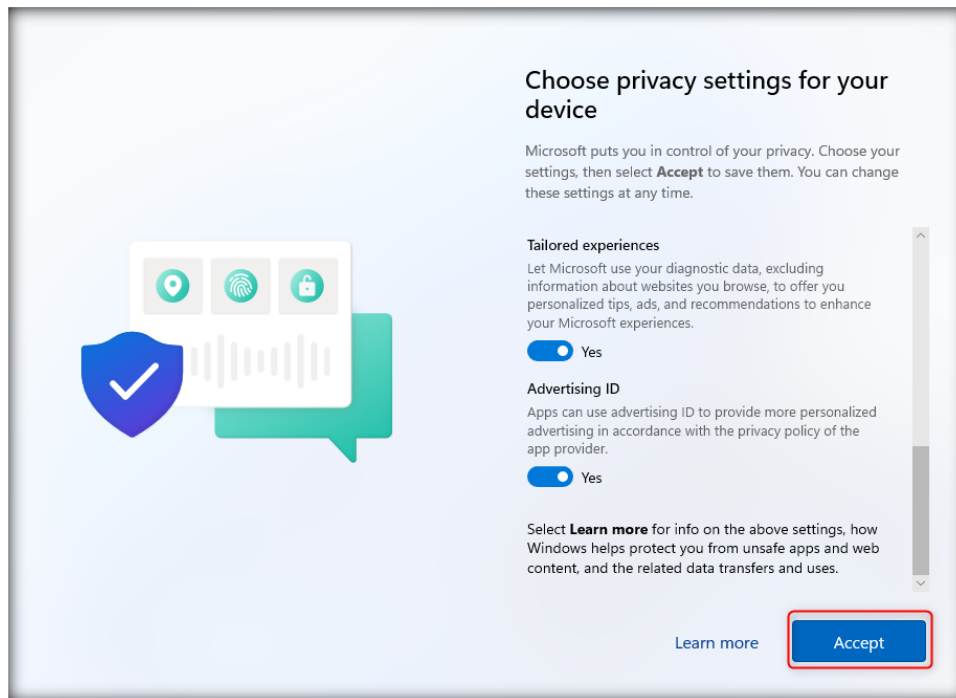 Choose privacy settings for your
device
Microsoft puts you in control of your privacy. Choose your
settings, then select Accept to save them. You can change
these settings at any time.
Tailored experiences
Let Microsoft use your diagnostic data, excluding
information about websites you browse, to offer you
personalized tips, ads, and recommendations to enhance
your Microsoft experiences.
Yes
Advertising ID
Apps can use advertising ID to provide more personalized
advertising in accordance with the privacy policy of the
app provider.
Yes
Select Learn more for info on the above settings, how
Windows helps protect you from unsafe apps and web
content, and the related data transfers and uses.
Learn more
Accept